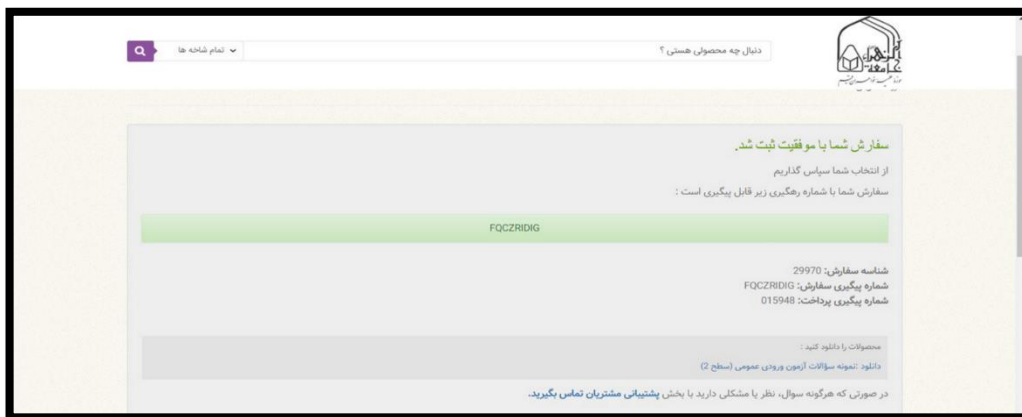 جامعة الزهراء
دنبال چه محصولی هستی ؟
تمام شاخه ها
سفارش شما با موفقیت ثبت شد.
از انتخاب شما سپاس گذاریم
سفارش شما با شماره رهگیری زیر قابل پیگیری است :
FQCZRIDIG
شناسه سفارش: 29970
شماره پیگیری سفارش: FQCZRIDIG
شماره پیگیری پرداخت: 015948
محصولات را دانلود کنید :
دانلود :نمونه سؤالات آزمون ورودی عمومی (سطح 2)
در صورتی که هرگونه سوال، نظر یا مشکلی دارید با بخش پشتیبانی مشتریان تماس بگیرید.